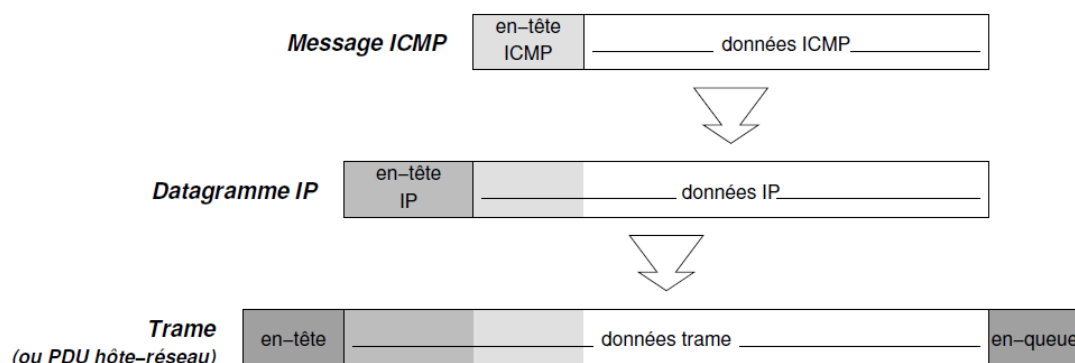 Message ICMP
en–tête
ICMP
données ICMP
Datagramme IP
en–tête
IP
données IP
Trame
(ou PDU hôte–réseau)
en–tête
données trame
en–queue